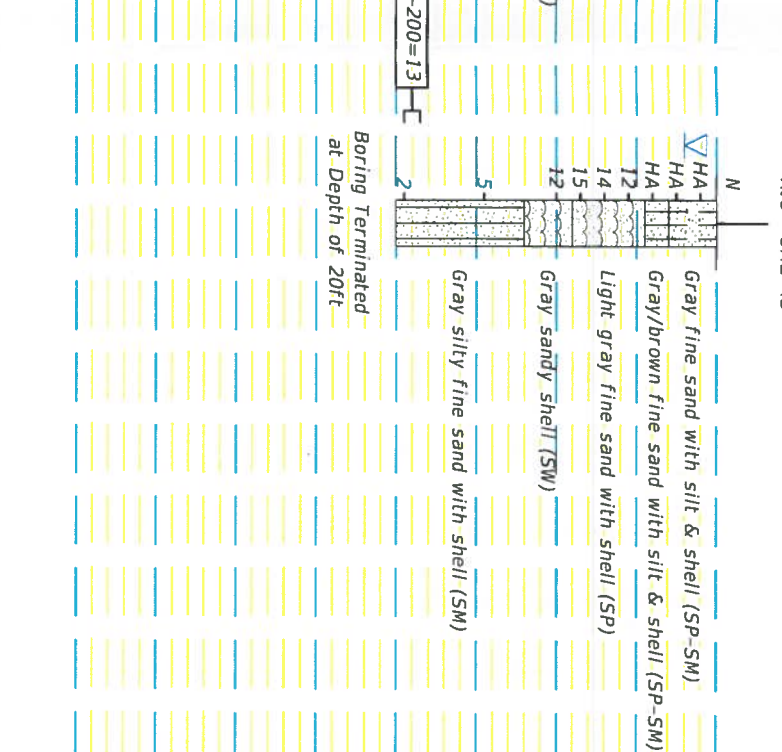 N
HA
HA
HA
12
14
15
12
5
2
Gray fine sand with silt & shell (SP-SM)
Gray/brown fine sand with silt & shell (SP-SM)
Light gray fine sand with shell (SP)
Gray sandy shell (SW)
Gray silty fine sand with shell (SM)
Boring Terminated
at Depth of 20ft
-200=13